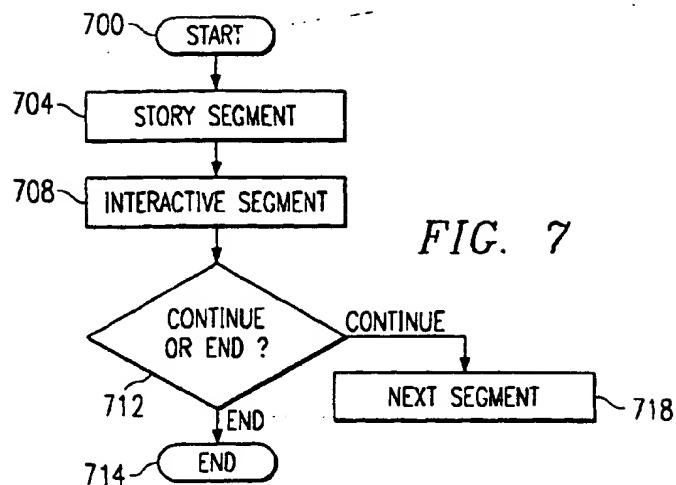 700
START
704
STORY SEGMENT
708
INTERACTIVE SEGMENT
FIG. 7
CONTINUE
OR END ?
CONTINUE
712
NEXT SEGMENT
718
END
714
END